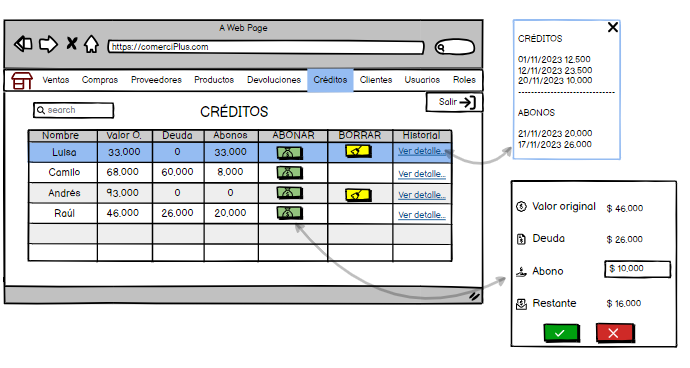 A Web Page
https://comerciPlus.com
Ventas Compras Proveedores Productos Devoluciones Créditos Clientes Usuarios Roles
search
CRÉDITOS
Salir
Nombre Valor O. Deuda Abonos ABONAR BORRAR Historial
Luisa 33,000 0 33,000 Ver detalle...
Camilo 68,000 60,000 8,000 Ver detalle...
Andrés 93,000 0 0 Ver detalle...
Raúl 46,000 26,000 20,000 Ver detalle...
CRÉDITOS
01/11/2023 12,500
12/11/2023 23,500
20/11/2023 10,000
ABONOS
21/11/2023 20,000
17/11/2023 26,000
Valor original $ 46,000
Deuda $ 26,000
Abono $ 10,000
Restante $ 16,000